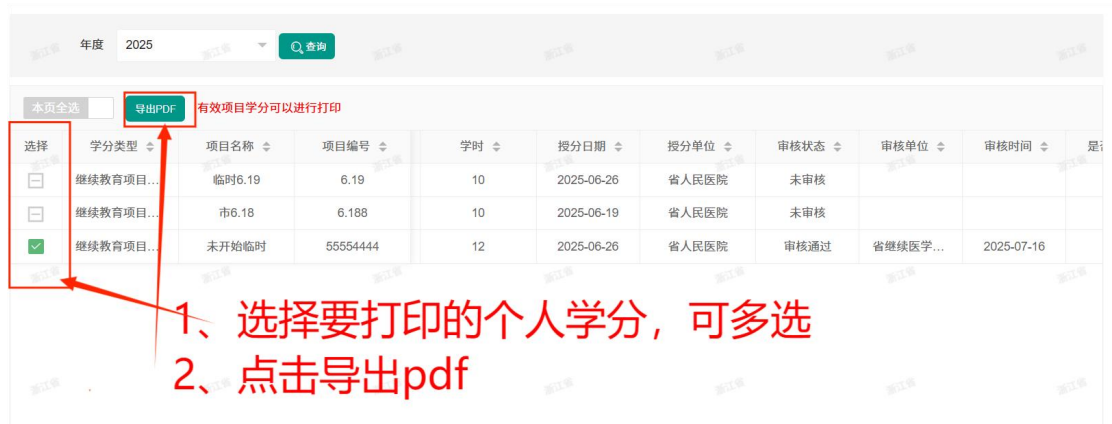 年度 2025 查询
本页全选 导出PDF 有效项目学分可以进行打印
选择 学分类型 项目名称 项目编号 学时 授分日期 授分单位 审核状态 审核单位 审核时间 是
继续教育项目... 临时6.19 6.19 10 2025-06-26 省人民医院 未审核
继续教育项目... 市6.18 6.188 10 2025-06-19 省人民医院 未审核
继续教育项目... 未开始临时 55554444 12 2025-06-26 省人民医院 审核通过 省继续医学... 2025-07-16
1、选择要打印的个人学分，可多选
2、点击导出pdf